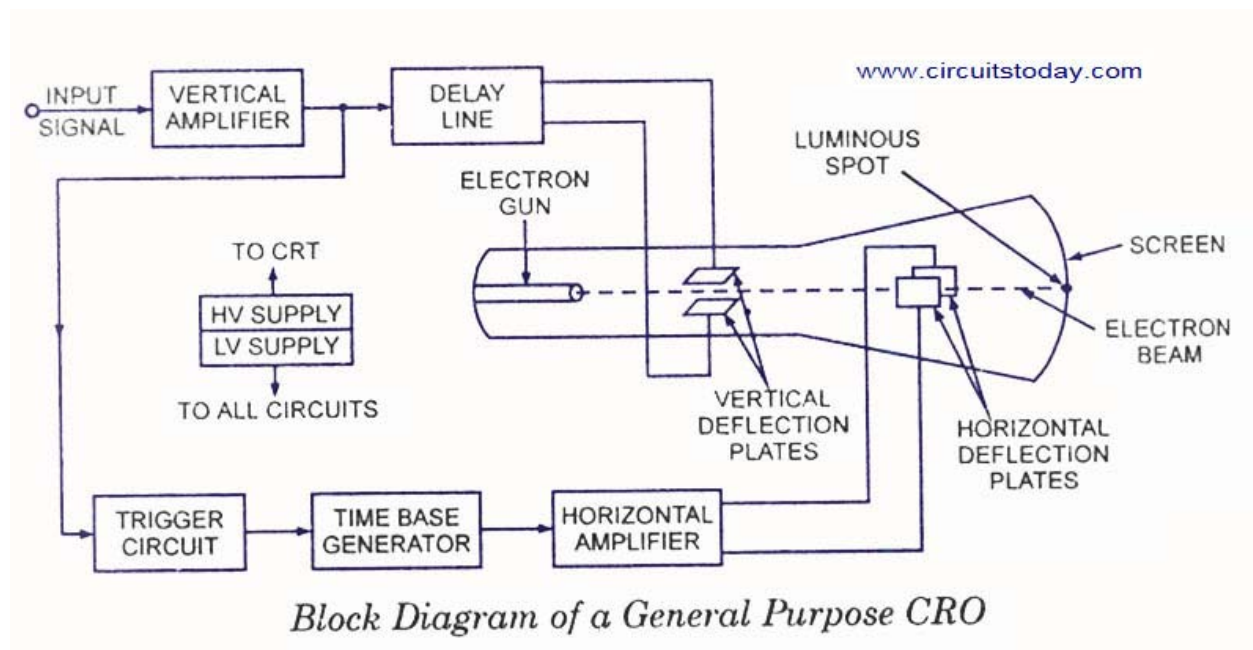 www.circuitstoday.com
INPUT
SIGNAL
VERTICAL
AMPLIFIER
DELAY
LINE
LUMINOUS
SPOT
ELECTRON
GUN
SCREEN
TO CRT
HV SUPPLY
LV SUPPLY
TO ALL CIRCUITS
ELECTRON
BEAM
VERTICAL
DEFLECTION
PLATES
HORIZONTAL
DEFLECTION
PLATES
TRIGGER
CIRCUIT
TIME BASE
GENERATOR
HORIZONTAL
AMPLIFIER
Block Diagram of a General Purpose CRO